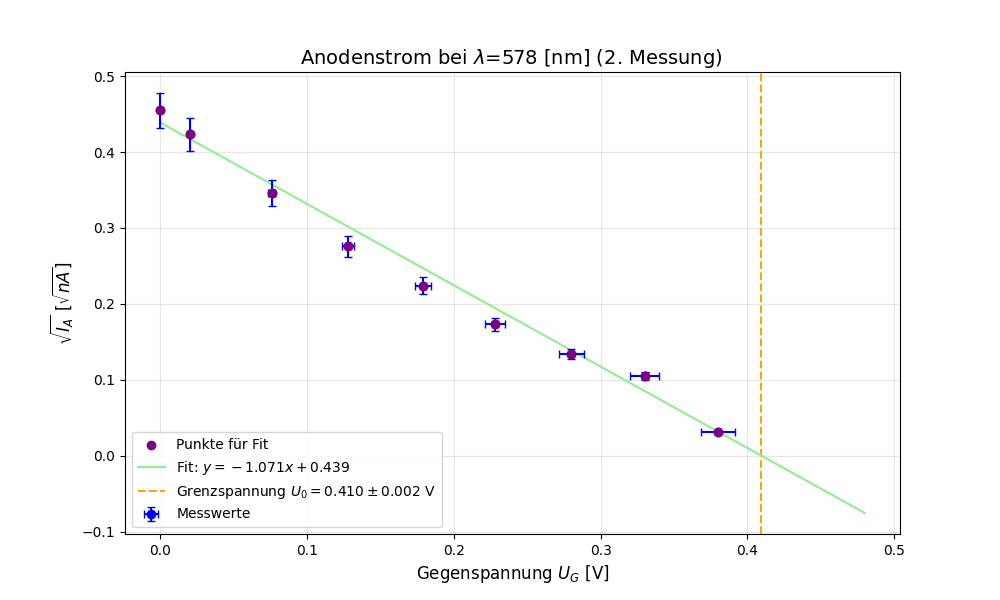 Anodenstrom bei λ=578 [nm] (2. Messung)
0.5
0.4
0.3
0.2
0.1
0.0
−0.1
√I_A [√nA]
Punkte für Fit
Fit: y = −1.071x + 0.439
Grenzspannung U₀ = 0.410 ± 0.002 V
Messwerte
0.0 0.1 0.2 0.3 0.4 0.5
Gegenspannung U_G [V]